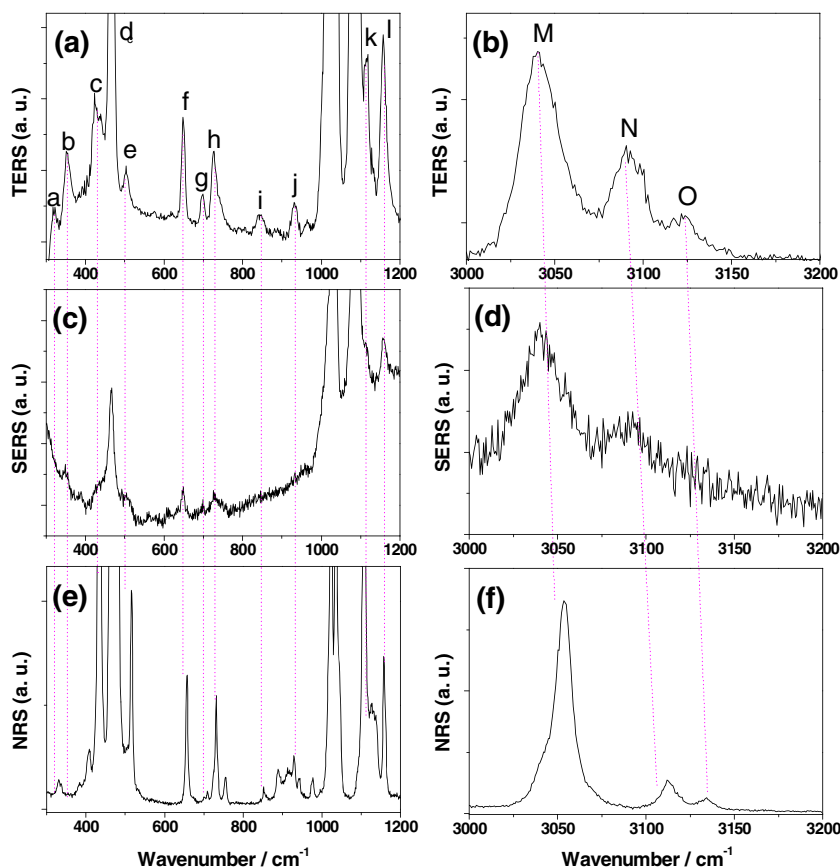 (a)
a
b
c
d
c
e
f
g
h
i
j
k
l
TERS (a. u.)
400
600
800
1000
1200
(b)
M
N
O
TERS (a. u.)
3000
3050
3100
3150
3200
(c)
SERS (a. u.)
400
600
800
1000
1200
(d)
SERS (a. u.)
3000
3050
3100
3150
3200
(e)
NRS (a. u.)
400
600
800
1000
1200
Wavenumber / cm⁻¹
(f)
NRS (a. u.)
3000
3050
3100
3150
3200
Wavenumber / cm⁻¹